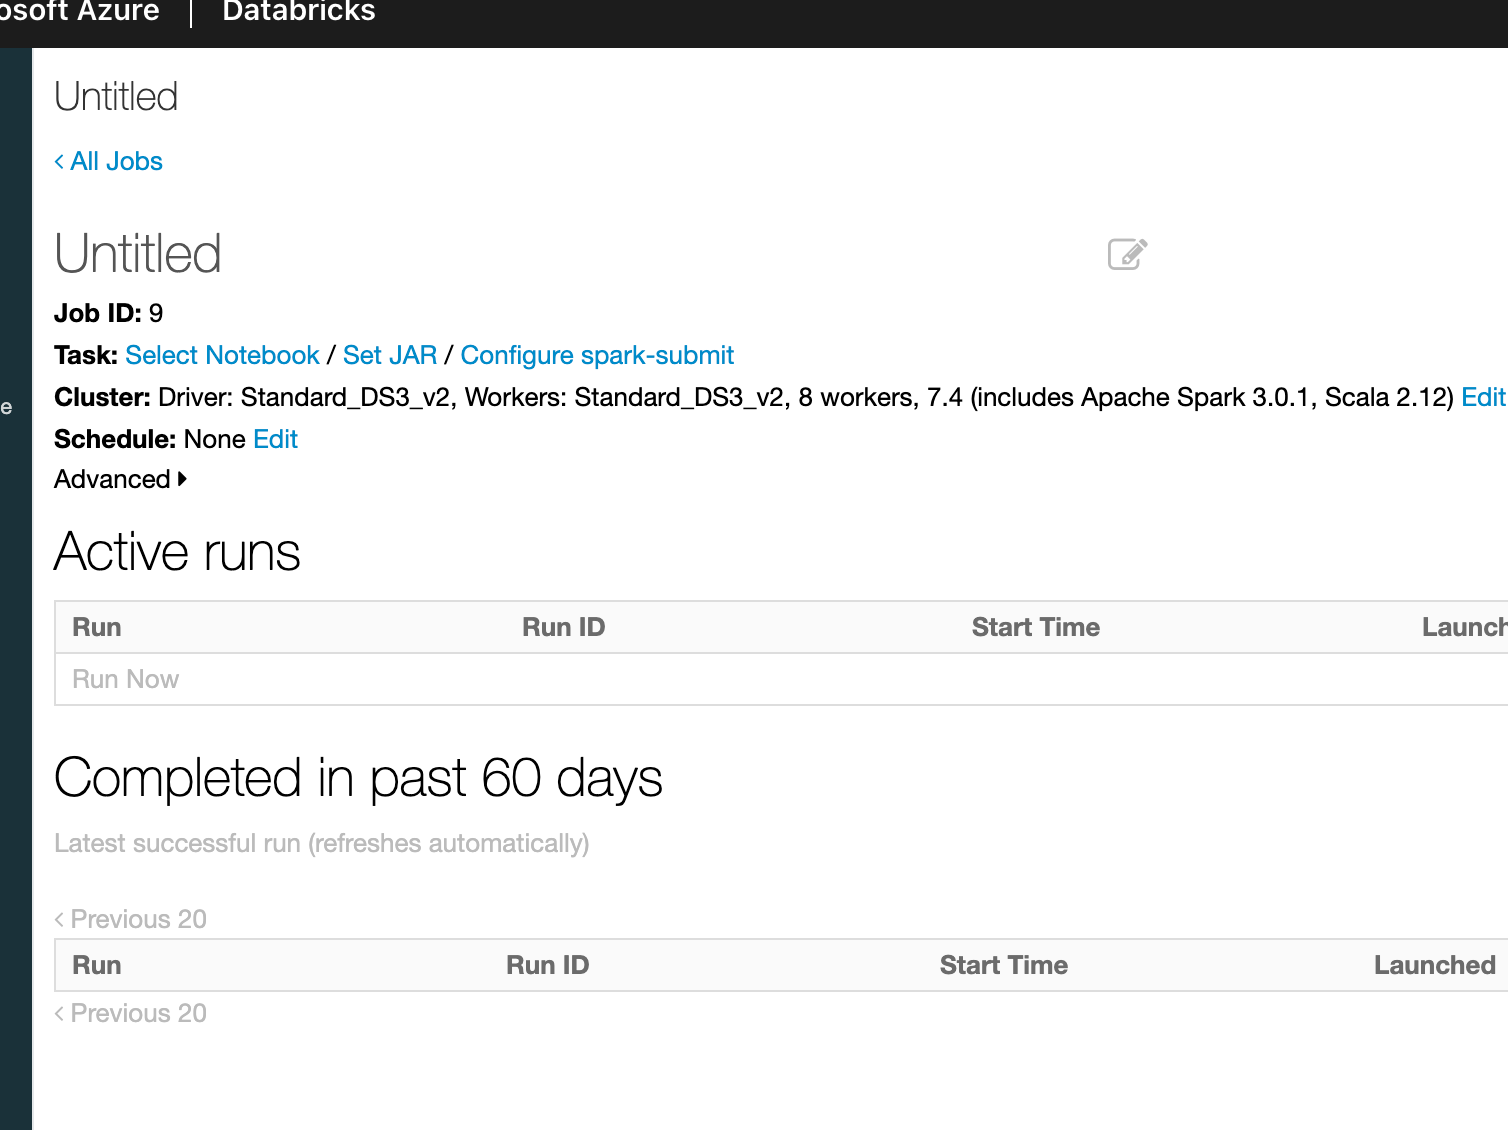 osoft Azure | Databricks
Untitled
< All Jobs
Untitled
Job ID: 9
Task: Select Notebook / Set JAR / Configure spark-submit
e
Cluster: Driver: Standard_DS3_v2, Workers: Standard_DS3_v2, 8 workers, 7.4 (includes Apache Spark 3.0.1, Scala 2.12) Edit
Schedule: None Edit
Advanced
Active runs
Run Run ID Start Time Launch
Run Now
Completed in past 60 days
Latest successful run (refreshes automatically)
< Previous 20
Run Run ID Start Time Launched
< Previous 20